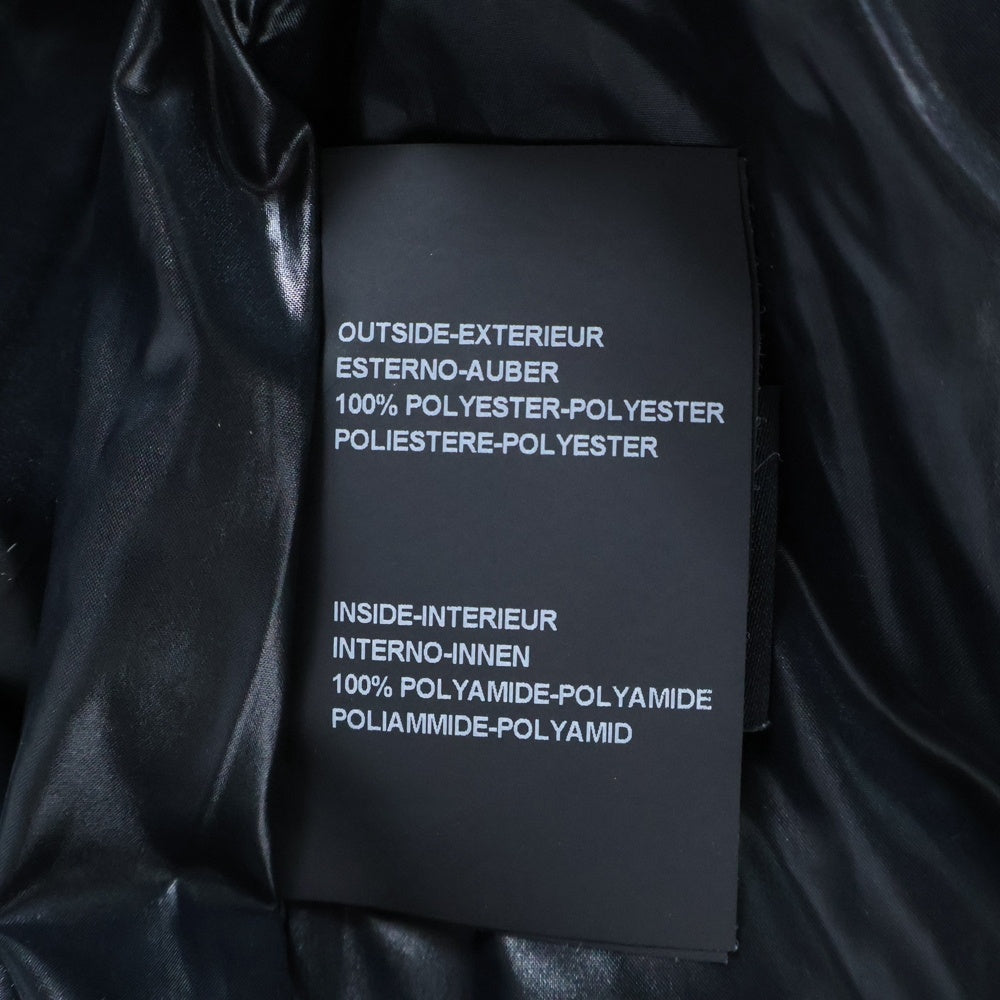 OUTSIDE-EXTERIEUR
ESTERNO-AUBER
100% POLYESTER-POLYESTER
POLIESTERE-POLYESTER
INSIDE-INTERIEUR
INTERNO-INNEN
100% POLYAMIDE-POLYAMIDE
POLIAMMIDE-POLYAMID